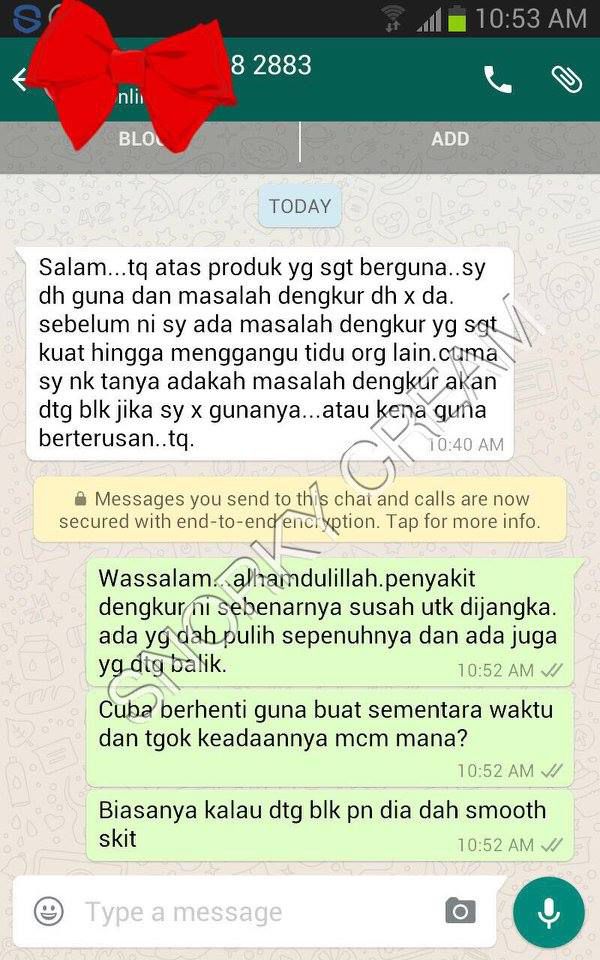 10:53 AM
8 2883
ADD
TODAY
Salam...tq atas produk yg sgt berguna..sy
dh guna dan masalah dengkur dh x da.
sebelum ni sy ada masalah dengkur yg sgt
kuat hingga menggangu tidu org lain.cuma
sy nk tanya adakah masalah dengkur akan
dtg blk jika sy x gunanya...atau kena guna
berterusan..tq.
10:40 AM
Messages you send to this chat and calls are now
secured with end-to-end encryption. Tap for more info.
Wassalam...alhamdulillah.penyakit
dengkur ni sebenarnya susah utk dijangka.
ada yg dah pulih sepenuhnya dan ada juga
yg dtg balik.
10:52 AM
Cuba berhenti guna buat sementara waktu
dan tgok keadaannya mcm mana?
10:52 AM
Biasanya kalau dtg blk pn dia dah smooth
skit
10:52 AM
Type a message
SNORKY CREAM